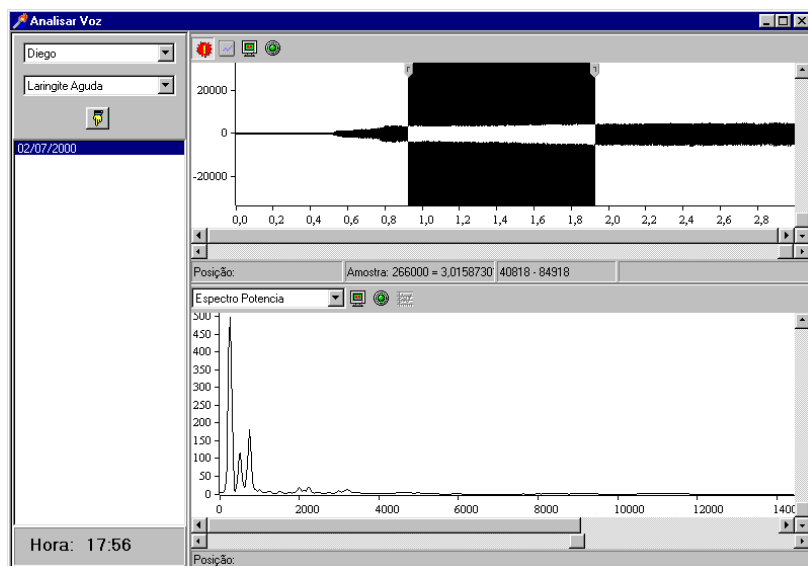 Analisar Voz
Diego
Laringite Aguda
02/07/2000
Hora: 17:56
20000
0
-20000
0,0 0,2 0,4 0,6 0,8 1,0 1,2 1,4 1,6 1,8 2,0 2,2 2,4 2,6 2,8
Posição: Amostra: 266000 = 3,0158730 40818 - 84918
Espectro Potencia
500
450
400
350
300
250
200
150
100
50
0
0 2000 4000 6000 8000 10000 12000 1400
Posição: